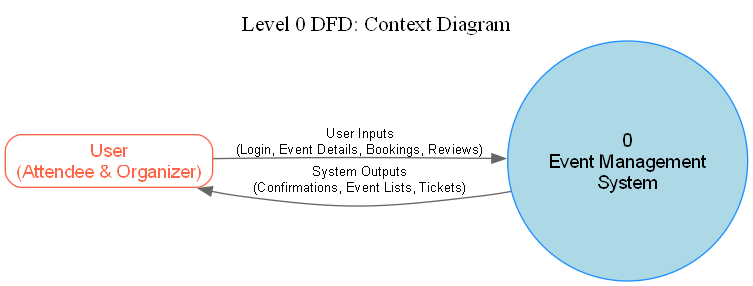 Level 0 DFD: Context Diagram
User
(Attendee & Organizer)
User Inputs
(Login, Event Details, Bookings, Reviews)
System Outputs
(Confirmations, Event Lists, Tickets)
0
Event Management
System